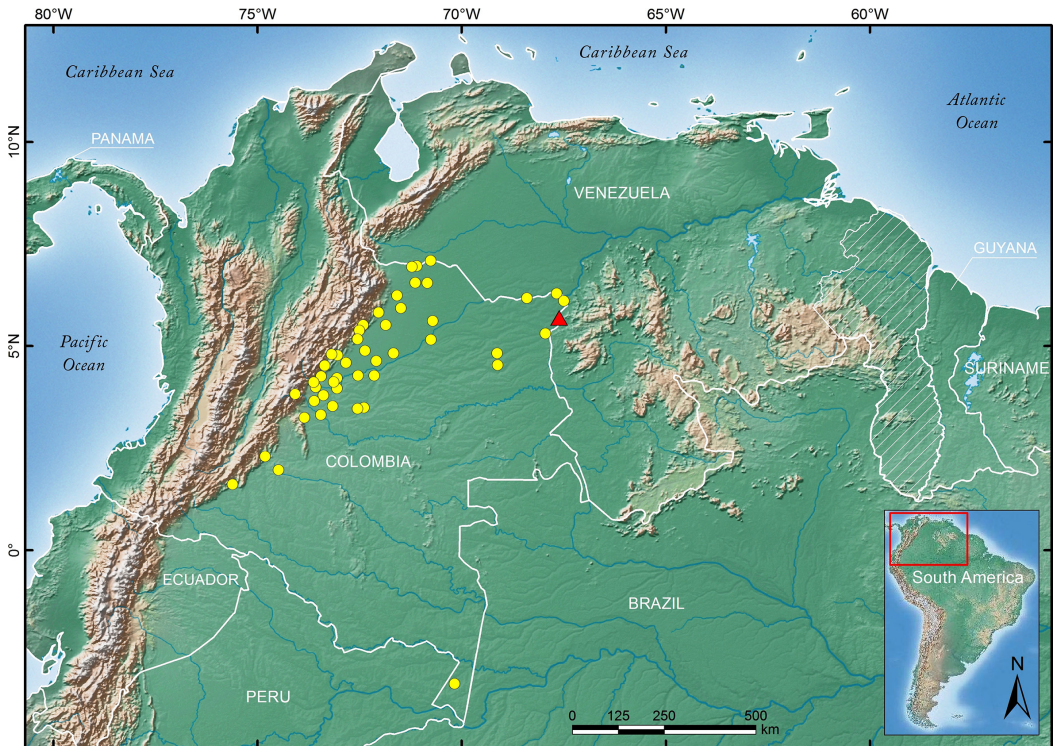 80°W 75°W 70°W 65°W 60°W
Caribbean Sea
Caribbean Sea
Atlantic
Ocean
10°N
PANAMA
VENEZUELA
GUYANA
Pacific
Ocean
5°N
SURINAME
COLOMBIA
0°
ECUADOR
South America
BRAZIL
PERU
N
0 125 250 500
km